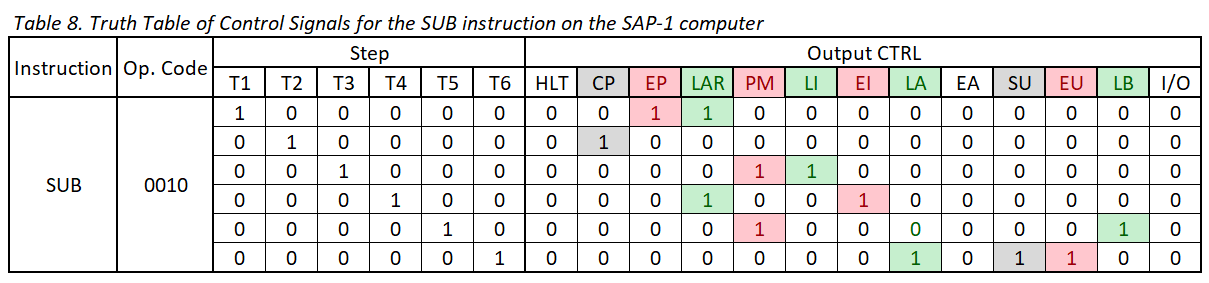 Table 8. Truth Table of Control Signals for the SUB instruction on the SAP-1 computer
Instruction Op. Code Step Output CTRL
T1 T2 T3 T4 T5 T6 HLT CP EP LAR PM LI EI LA EA SU EU LB I/O
1 0 0 0 0 0 0 0 1 1 0 0 0 0 0 0 0 0 0
0 1 0 0 0 0 0 1 0 0 0 0 0 0 0 0 0 0 0
0 0 1 0 0 0 0 0 0 0 1 1 0 0 0 0 0 0 0
SUB 0010
0 0 0 1 0 0 0 0 0 1 0 0 1 0 0 0 0 0 0
0 0 0 0 1 0 0 0 0 0 1 0 0 0 0 0 0 1 0
0 0 0 0 0 1 0 0 0 0 0 0 0 1 0 1 1 0 0